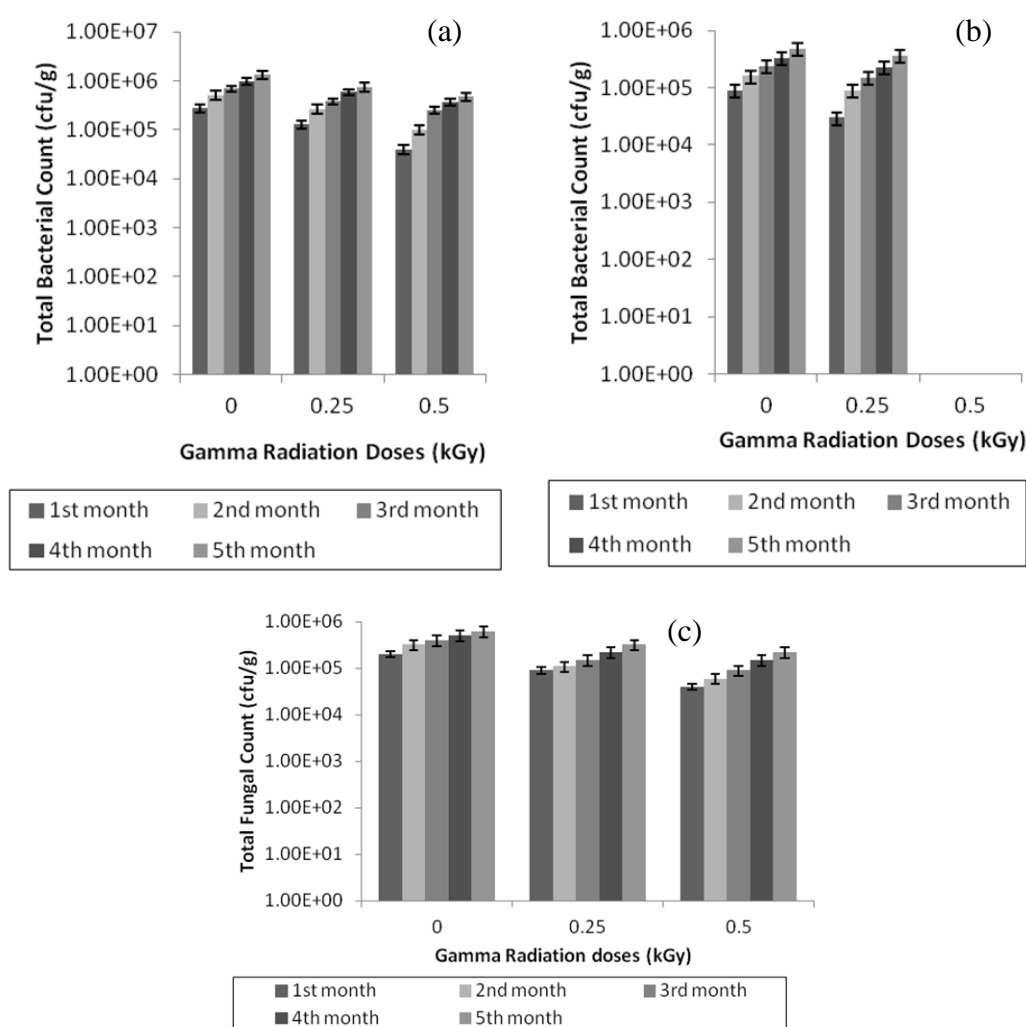 (a)
Total Bacterial Count (cfu/g)
1.00E+07
1.00E+06
1.00E+05
1.00E+04
1.00E+03
1.00E+02
1.00E+01
1.00E+00
0 0.25 0.5
Gamma Radiation Doses (kGy)
1st month 2nd month 3rd month
4th month 5th month
(b)
Total Bacterial Count (cfu/g)
1.00E+06
1.00E+05
1.00E+04
1.00E+03
1.00E+02
1.00E+01
1.00E+00
0 0.25 0.5
Gamma Radiation Doses (kGy)
1st month 2nd month 3rd month
4th month 5th month
(c)
Total Fungal Count (cfu/g)
1.00E+06
1.00E+05
1.00E+04
1.00E+03
1.00E+02
1.00E+01
1.00E+00
0 0.25 0.5
Gamma Radiation doses (kGy)
1st month 2nd month 3rd month
4th month 5th month